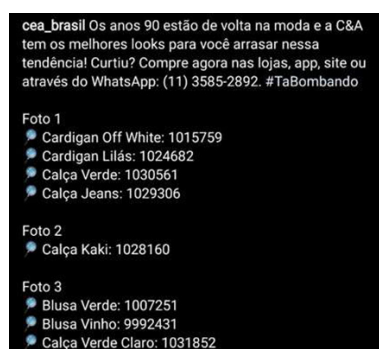 cea_brasil Os anos 90 estão de volta na moda e a C&A
tem os melhores looks para você arrasar nessa
tendência! Curtiu? Compre agora nas lojas, app, site ou
através do WhatsApp: (11) 3585-2892. #TaBombando
Foto 1
🔎 Cardigan Off White: 1015759
🔎 Cardigan Lilás: 1024682
🔎 Calça Verde: 1030561
🔎 Calça Jeans: 1029306
Foto 2
🔎 Calça Kaki: 1028160
Foto 3
🔎 Blusa Verde: 1007251
🔎 Blusa Vinho: 9992431
🔎 Calça Verde Claro: 1031852